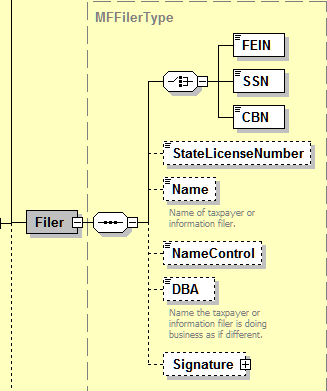 MFFilerType
FEIN
SSN
CBN
StateLicenseNumber
Name
Name of taxpayer or
information filer.
Filer
NameControl
DBA
Name the taxpayer or
information filer is doing
business as if different.
Signature